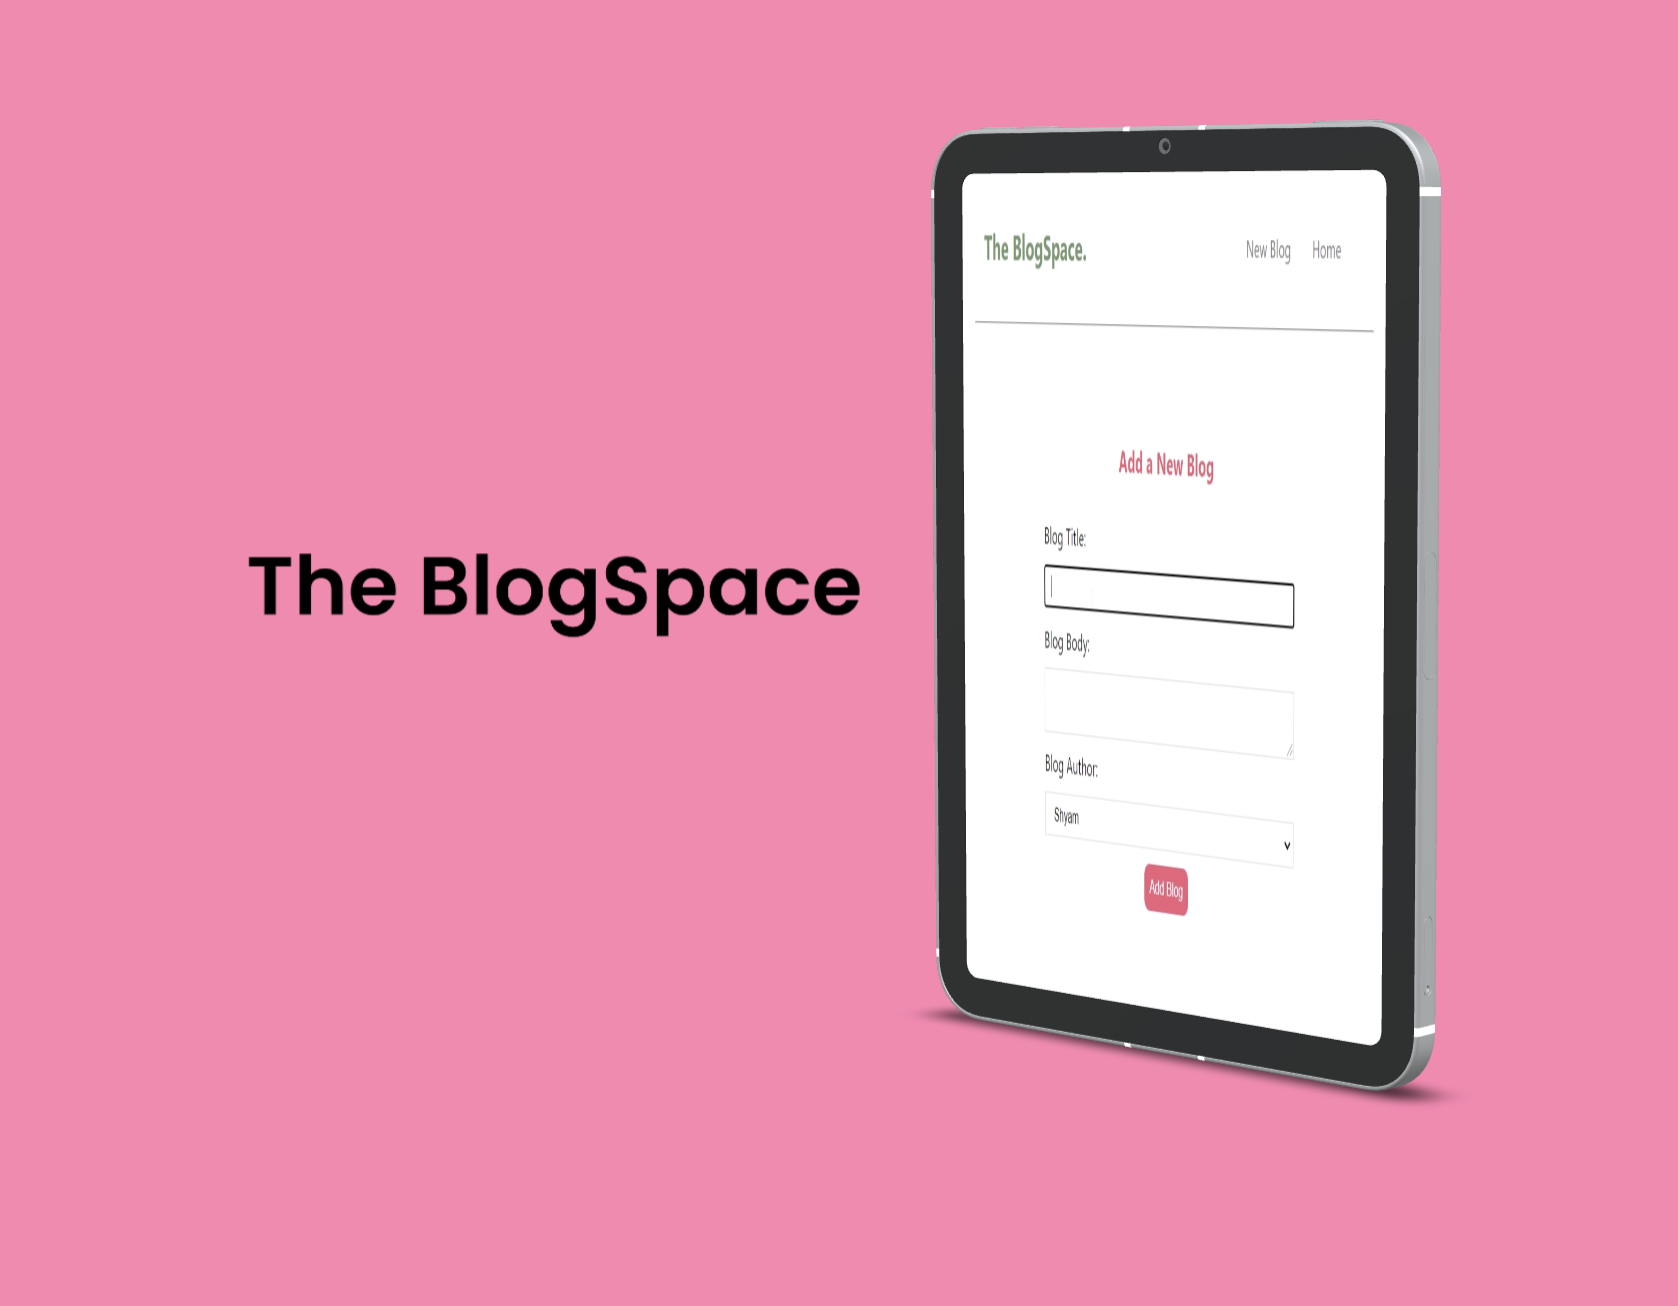 The BlogSpace
The BlogSpace.
New Blog Home
Add a New Blog
Blog Title:
Blog Body:
Blog Author:
Shyam
Add Blog